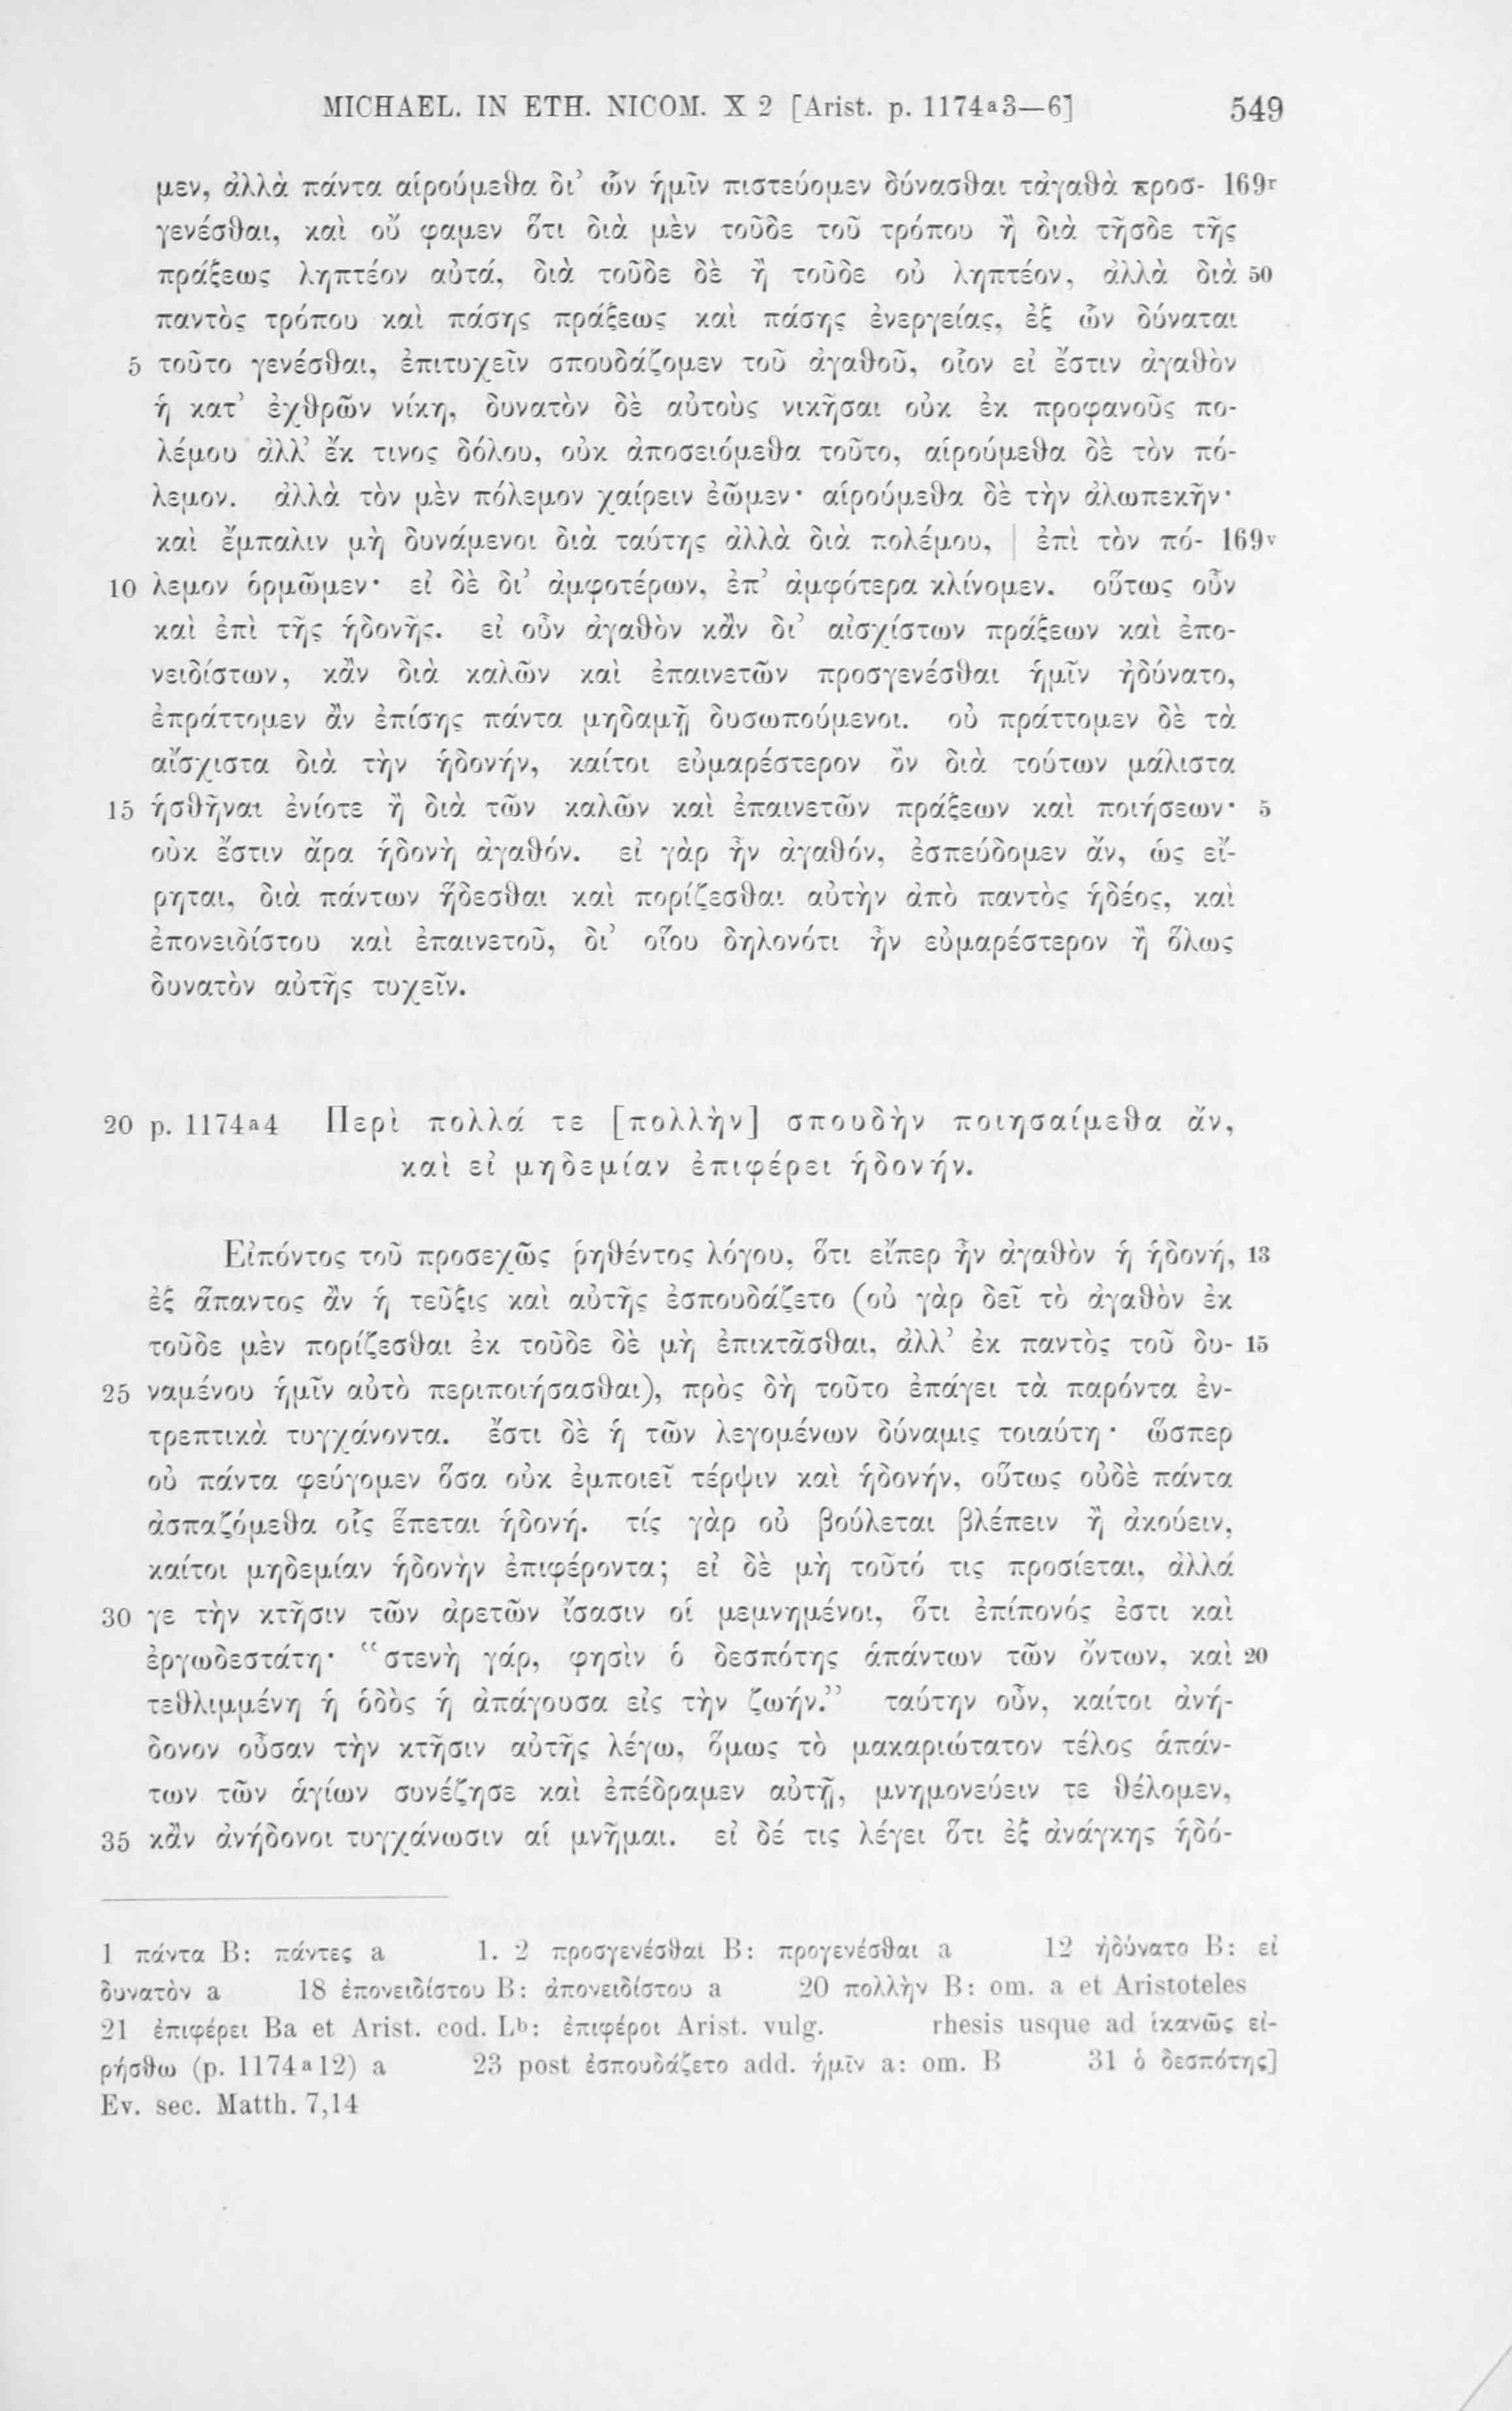 MICHAEL. IN ETH. NICOM. X 2 [Arist. p. 1174a3—6] 549
μεν, ἀλλὰ πάντα αἱρούμεθα δι’ ὧν ἡμῖν πιστεύομεν δύνασθαι τἀγαθὰ προσ- 169r
γενέσθαι, καὶ οὔ φαμεν ὅτι διὰ μὲν τοῦδε τοῦ τρόπου ἢ διὰ τῆσδε τῆς
πράξεως ληπτέον αὐτά, διὰ τοῦδε δὲ ἢ τοῦδε οὐ ληπτέον, ἀλλὰ διὰ 50
παντὸς τρόπου καὶ πάσης πράξεως καὶ πάσης ἐνεργείας, ἐξ ὧν δύναται
5 τοῦτο γενέσθαι, ἐπιτυχεῖν σπουδάζομεν τοῦ ἀγαθοῦ, οἷον εἰ ἔστιν ἀγαθὸν
ἡ κατ’ ἐχθρῶν νίκη, δυνατὸν δὲ αὐτοὺς νικῆσαι οὐκ ἐκ προφανοῦς πο-
λέμου ἀλλ’ ἔκ τινος δόλου, οὐκ ἀποσειόμεθα τοῦτο, αἱρούμεθα δὲ τὸν πό-
λεμον. ἀλλὰ τὸν μὲν πόλεμον χαίρειν ἐῶμεν· αἱρούμεθα δὲ τὴν ἀλωπεκῆν·
καὶ ἔμπαλιν μὴ δυνάμενοι διὰ ταύτης ἀλλὰ διὰ πολέμου, | ἐπὶ τὸν πό- 169v
10 λεμον ὁρμῶμεν· εἰ δὲ δι’ ἀμφοτέρων, ἐπ’ ἀμφότερα κλίνομεν. οὕτως οὖν
καὶ ἐπὶ τῆς ἡδονῆς. εἰ οὖν ἀγαθὸν κἂν δι’ αἰσχίστων πράξεων καὶ ἐπο-
νειδίστων, κἂν διὰ καλῶν καὶ ἐπαινετῶν προσγενέσθαι ἡμῖν ἠδύνατο,
ἐπράττομεν ἂν ἐπίσης πάντα μηδαμῇ δυσωπούμενοι. οὐ πράττομεν δὲ τὰ
αἴσχιστα διὰ τὴν ἡδονήν, καίτοι εὐμαρέστερον ὂν διὰ τούτων μάλιστα
15 ἡσθῆναι ἐνίοτε ἢ διὰ τῶν καλῶν καὶ ἐπαινετῶν πράξεων καὶ ποιήσεων· 5
οὐκ ἔστιν ἄρα ἡδονὴ ἀγαθόν. εἰ γὰρ ἦν ἀγαθόν, ἐσπεύδομεν ἄν, ὡς εἴ-
ρηται, διὰ πάντων ἥδεσθαι καὶ πορίζεσθαι αὐτὴν ἀπὸ παντὸς ἡδέος, καὶ
ἐπονειδίστου καὶ ἐπαινετοῦ, δι’ οἵου δηλονότι ἦν εὐμαρέστερον ἢ ὅλως
δυνατὸν αὐτῆς τυχεῖν.
20 p. 1174a4 Περὶ πολλά τε [πολλὴν] σπουδὴν ποιησαίμεθα ἄν,
καὶ εἰ μηδεμίαν ἐπιφέρει ἡδονήν.
Εἰπόντος τοῦ προσεχῶς ῥηθέντος λόγου, ὅτι εἴπερ ἦν ἀγαθὸν ἡ ἡδονή, 13
ἐξ ἅπαντος ἂν ἡ τεῦξις καὶ αὐτῆς ἐσπουδάζετο (οὐ γὰρ δεῖ τὸ ἀγαθὸν ἐκ
τοῦδε μὲν πορίζεσθαι ἐκ τοῦδε δὲ μὴ ἐπικτᾶσθαι, ἀλλ’ ἐκ παντὸς τοῦ δυ- 15
25 ναμένου ἡμῖν αὐτὸ περιποιήσασθαι), πρὸς δὴ τοῦτο ἐπάγει τὰ παρόντα ἐν-
τρεπτικὰ τυγχάνοντα. ἔστι δὲ ἡ τῶν λεγομένων δύναμις τοιαύτη· ὥσπερ
οὐ πάντα φεύγομεν ὅσα οὐκ ἐμποιεῖ τέρψιν καὶ ἡδονήν, οὕτως οὐδὲ πάντα
ἀσπαζόμεθα οἷς ἕπεται ἡδονή. τίς γὰρ οὐ βούλεται βλέπειν ἢ ἀκούειν,
καίτοι μηδεμίαν ἡδονὴν ἐπιφέροντα; εἰ δὲ μὴ τοῦτό τις προσίεται, ἀλλά
30 γε τὴν κτῆσιν τῶν ἀρετῶν ἴσασιν οἱ μεμνημένοι, ὅτι ἐπίπονός ἐστι καὶ
ἐργωδεστάτη· “στενὴ γάρ, φησὶν ὁ δεσπότης ἁπάντων τῶν ὄντων, καὶ 20
τεθλιμμένη ἡ ὁδὸς ἡ ἀπάγουσα εἰς τὴν ζωήν.” ταύτην οὖν, καίτοι ἀνή-
δονον οὖσαν τὴν κτῆσιν αὐτῆς λέγω, ὅμως τὸ μακαριώτατον τέλος ἁπάν-
των τῶν ἁγίων συνέζησε καὶ ἐπέδραμεν αὐτῇ, μνημονεύειν τε θέλομεν,
35 κἂν ἀνήδονοι τυγχάνωσιν αἱ μνῆμαι. εἰ δέ τις λέγει ὅτι ἐξ ἀνάγκης ἡδό-
1 πάντα B: πάντες a 1. 2 προσγενέσθαι B: προγενέσθαι a 12 ἠδύνατο B: εἰ
δυνατὸν a 18 ἐπονειδίστου B: ἀπονειδίστου a 20 πολλὴν B: om. a et Aristoteles
21 ἐπιφέρει Ba et Arist. cod. Lb: ἐπιφέροι Arist. vulg. rhesis usque ad ἱκανῶς εἰ-
ρήσθω (p. 1174a12) a 23 post ἐσπουδάζετο add. ἡμῖν a: om. B 31 ὁ δεσπότης]
Ev. sec. Matth. 7,14